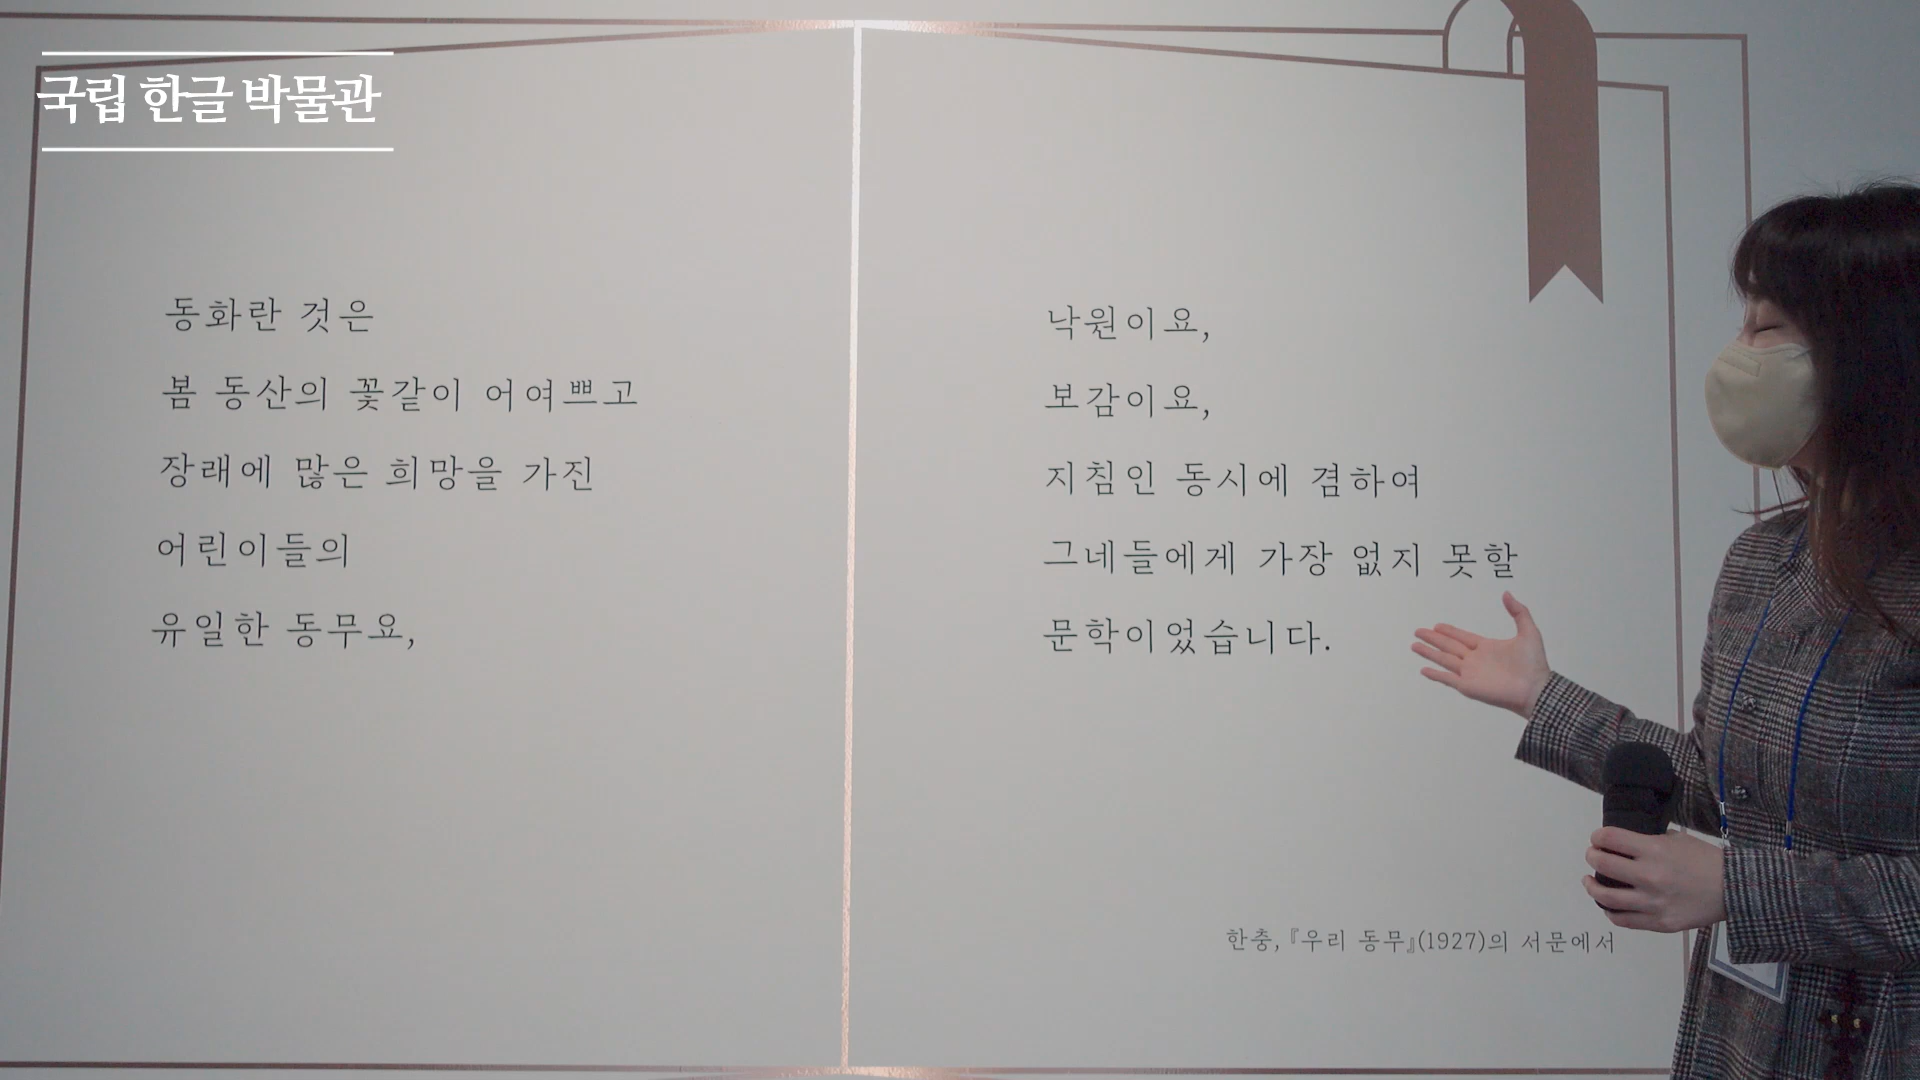 국립 한글 박물관
동화란 것은
봄 동산의 꽃같이 어여쁘고
장래에 많은 희망을 가진
어린이들의
유일한 동무요,
낙원이요,
보감이요,
지침인 동시에 겸하여
그네들에게 가장 없지 못할
문학이었습니다.
한충, 『우리 동무』(1927)의 서문에서